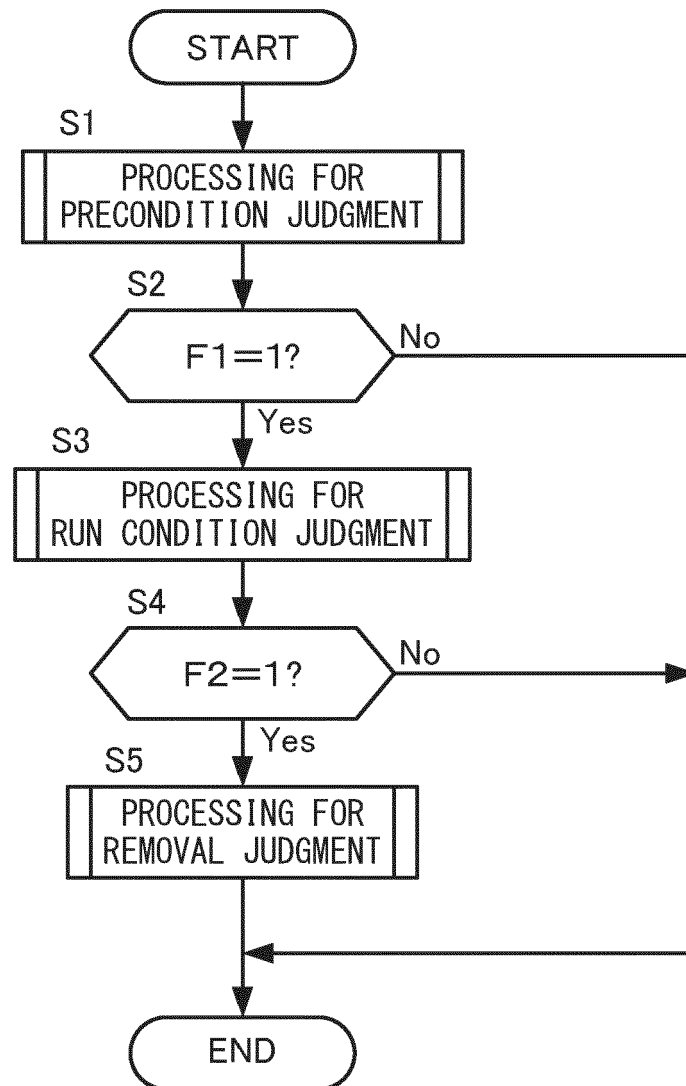 START
S1
PROCESSING FOR
PRECONDITION JUDGMENT
S2
F1=1?
No
Yes
S3
PROCESSING FOR
RUN CONDITION JUDGMENT
S4
F2=1?
No
Yes
S5
PROCESSING FOR
REMOVAL JUDGMENT
END